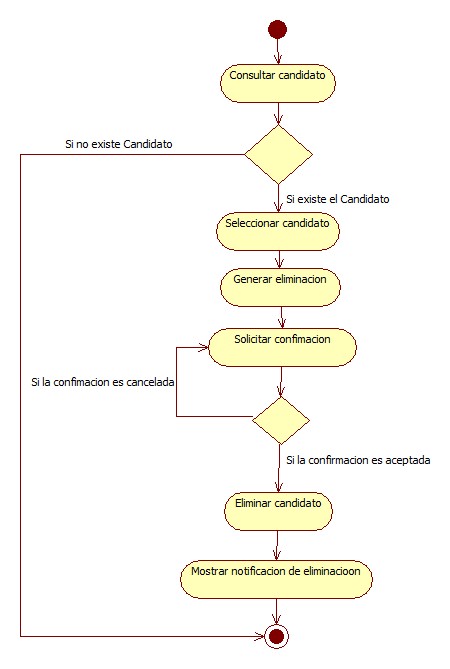 Consultar candidato
Si no existe Candidato
Si existe el Candidato
Seleccionar candidato
Generar eliminacion
Solicitar confimacion
Si la confimacion es cancelada
Si la confirmacion es aceptada
Eliminar candidato
Mostrar notificacion de eliminacioon